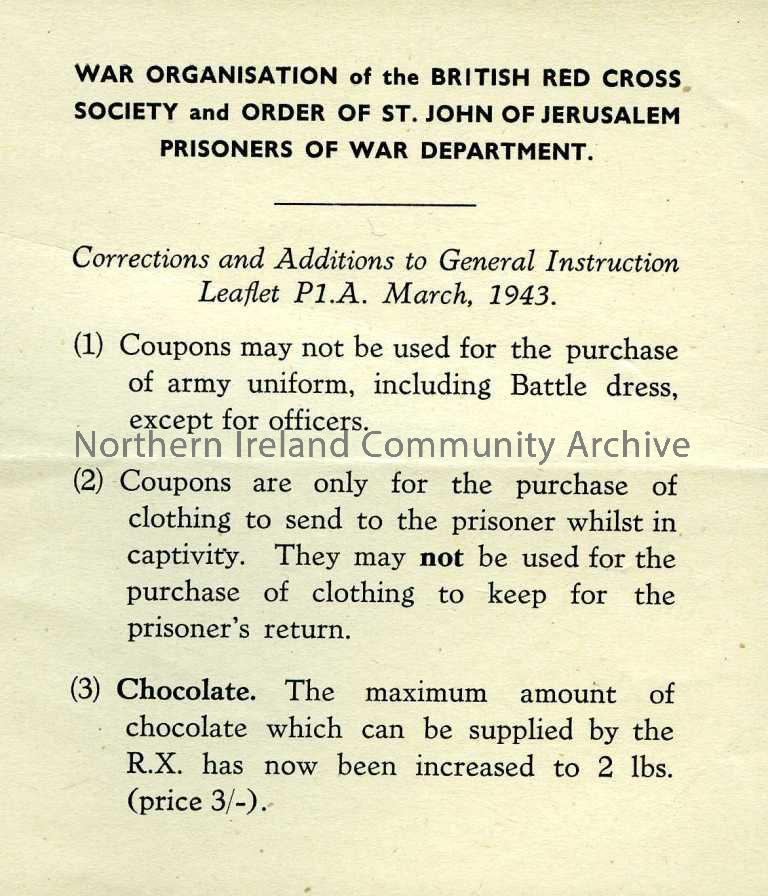 WAR ORGANISATION of the BRITISH RED CROSS
SOCIETY and ORDER OF ST. JOHN OF JERUSALEM
PRISONERS OF WAR DEPARTMENT.
Corrections and Additions to General Instruction
Leaflet P1.A. March, 1943.
(1) Coupons may not be used for the purchase
of army uniform, including Battle dress,
except for officers.
Northern Ireland Community Archive
(2) Coupons are only for the purchase of
clothing to send to the prisoner whilst in
captivity. They may not be used for the
purchase of clothing to keep for the
prisoner's return.
(3) Chocolate. The maximum amount of
chocolate which can be supplied by the
R.X. has now been increased to 2 lbs.
(price 3/-).